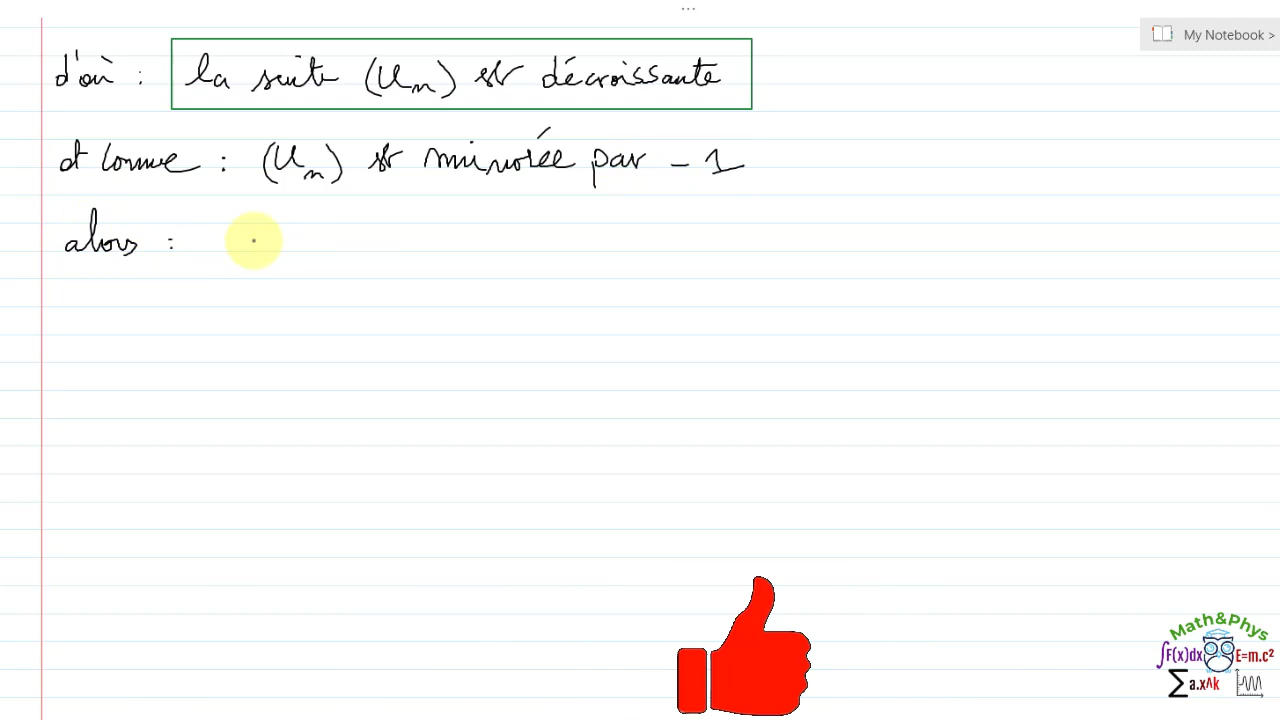 ...
My Notebook >
d'où : la suite (Un) est décroissante
et comme : (Un) est minorée par - 1
alors :
Math&Phys
∫F(x)dx E=m.c²
∑ a.x^k